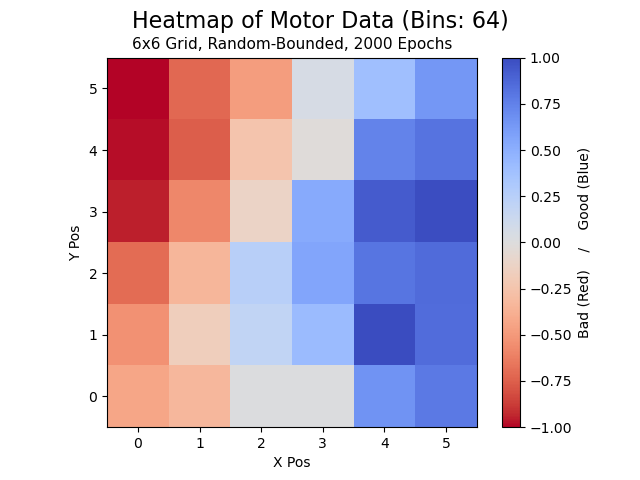 Heatmap of Motor Data (Bins: 64)
6x6 Grid, Random-Bounded, 2000 Epochs
5
4
3
2
1
0
Y Pos
0 1 2 3 4 5
X Pos
1.00
0.75
0.50
0.25
0.00
−0.25
−0.50
−0.75
−1.00
Bad (Red) / Good (Blue)